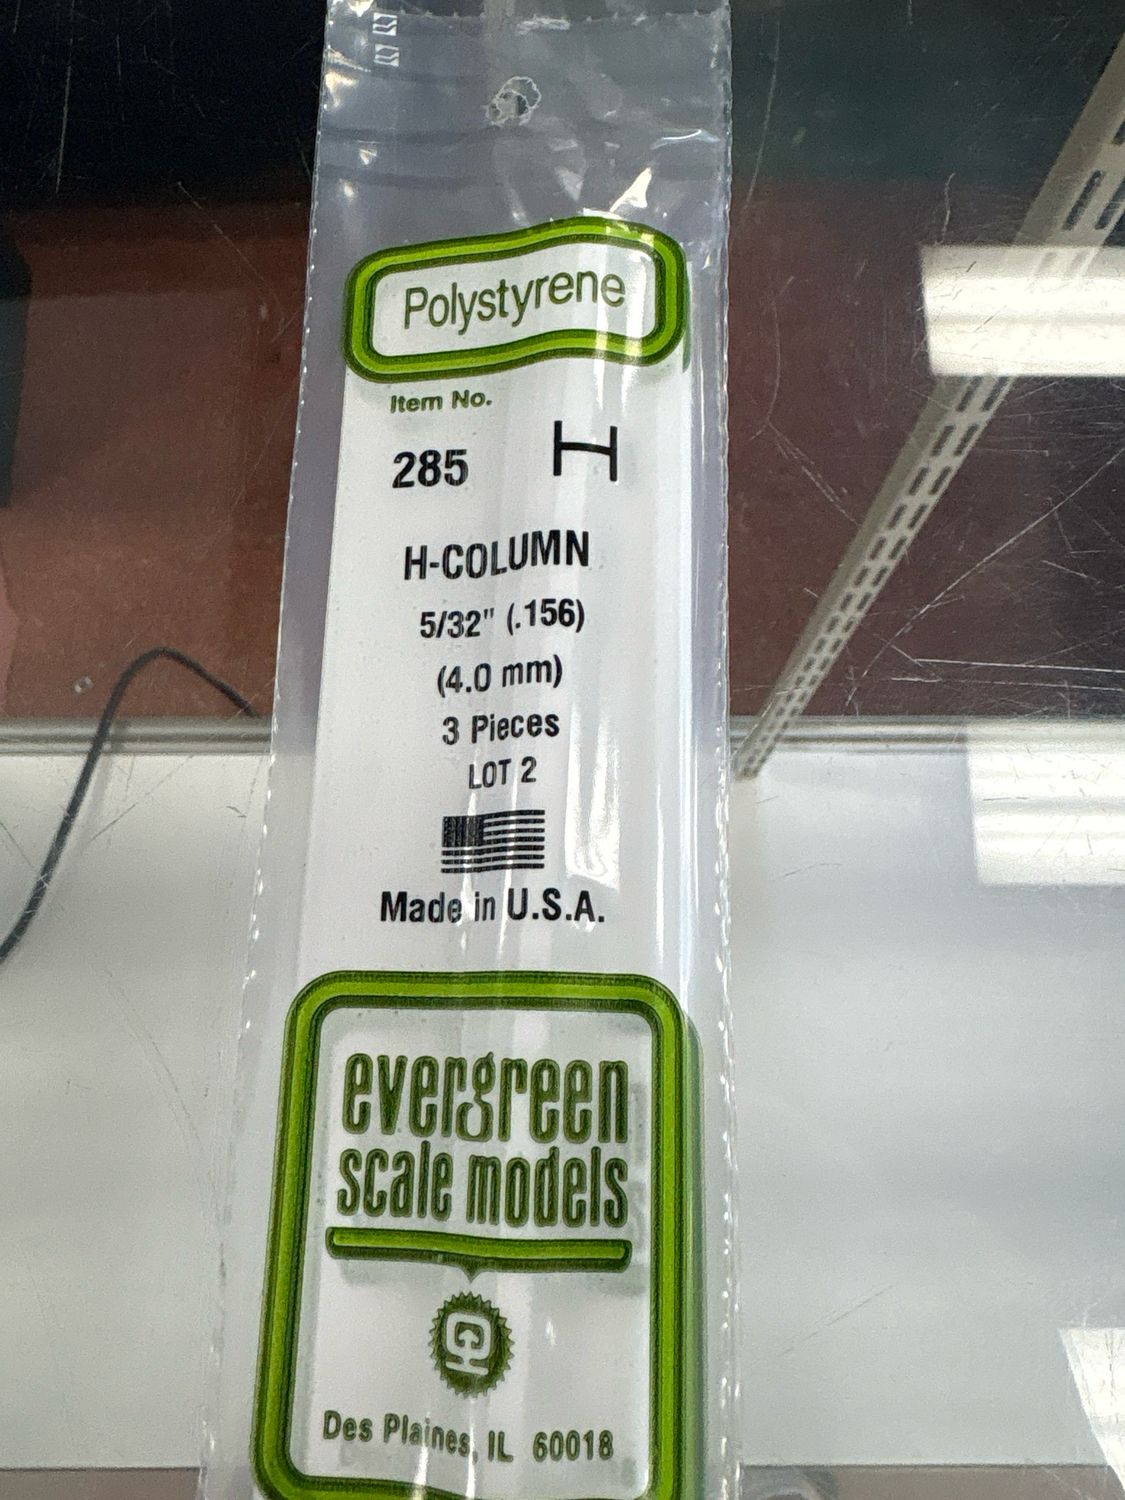 Polystyrene
Item No.
285 H
H-COLUMN
5/32" (.156)
(4.0 mm)
3 Pieces
LOT 2
Made in U.S.A.
evergreen
scale models
Des Plaines, IL 60018